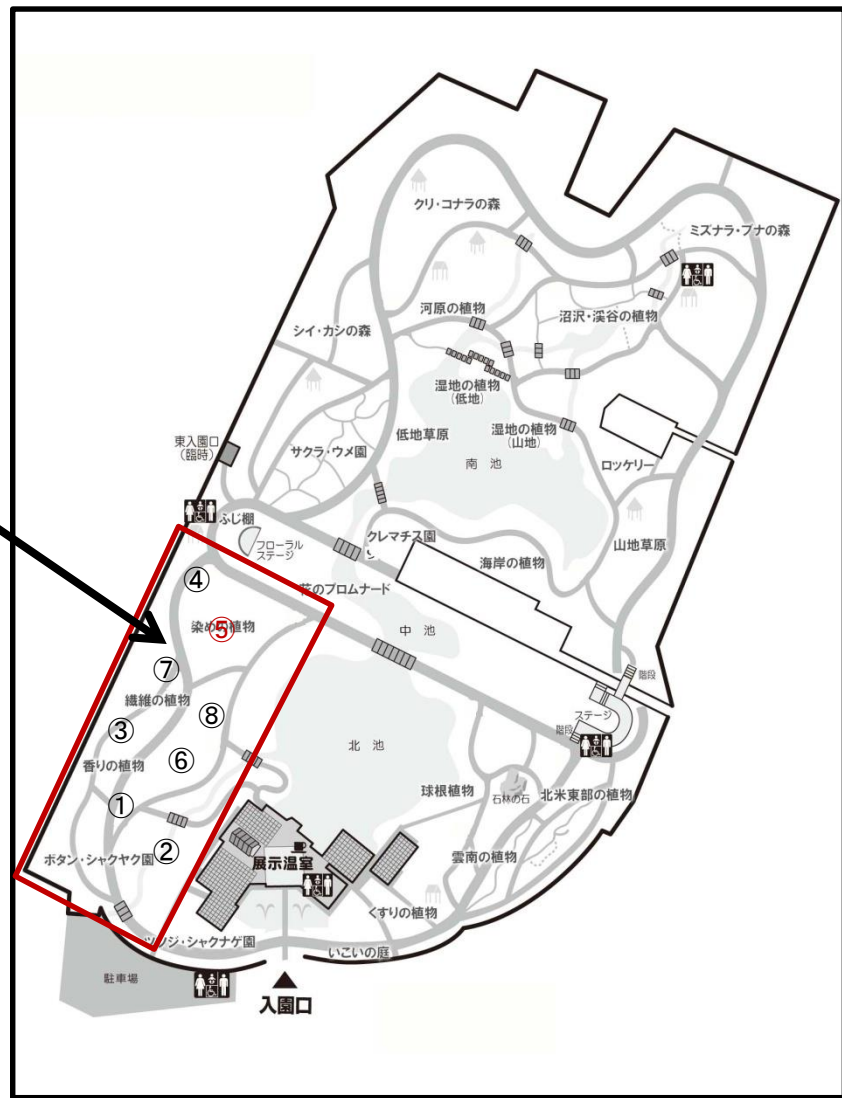 クリ・コナラの森
ミズナラ・ブナの森
河原の植物
沼沢・渓谷の植物
シイ・カシの森
湿地の植物
(低地)
湿地の植物
(山地)
低地草原
サクラ・ウメ園
東入園口
(臨時)
南 池
ロッケリー
ふじ棚
フローラル
ステージ
クレマチス園
海岸の植物
山地草原
花のプロムナード
④
染めの植物
⑤
中 池
⑦
階段
繊維の植物
⑧
ステージ
③
階段
北 池
香りの植物
⑥
球根植物
石林の石
北米東部の植物
①
②
ボタン・シャクヤク園
展示温室
雲南の植物
くすりの植物
ツツジ・シャクナゲ園
いこいの庭
駐車場
入園口